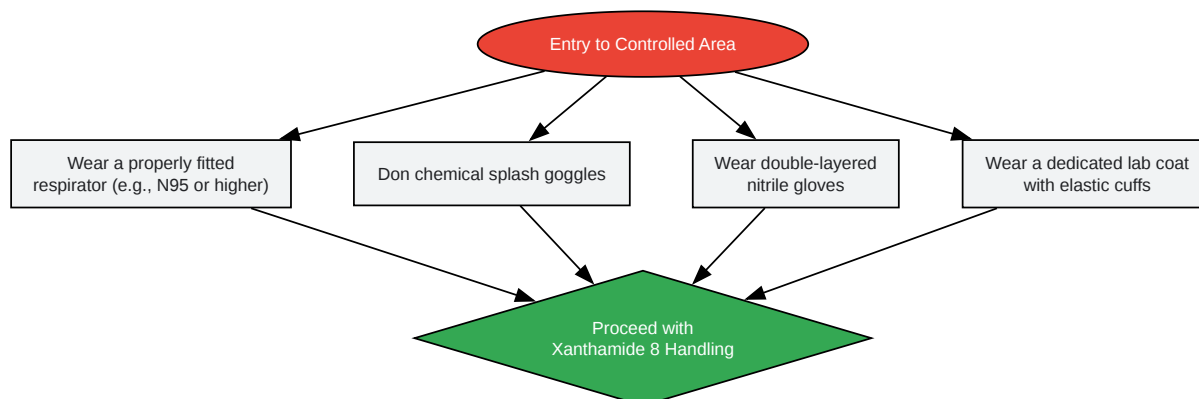 Entry to Controlled Area
Wear a properly fitted
respirator (e.g., N95 or higher)
Don chemical splash goggles
Wear double-layered
nitrile gloves
Wear a dedicated lab coat
with elastic cuffs
Proceed with
Xanthamide 8 Handling